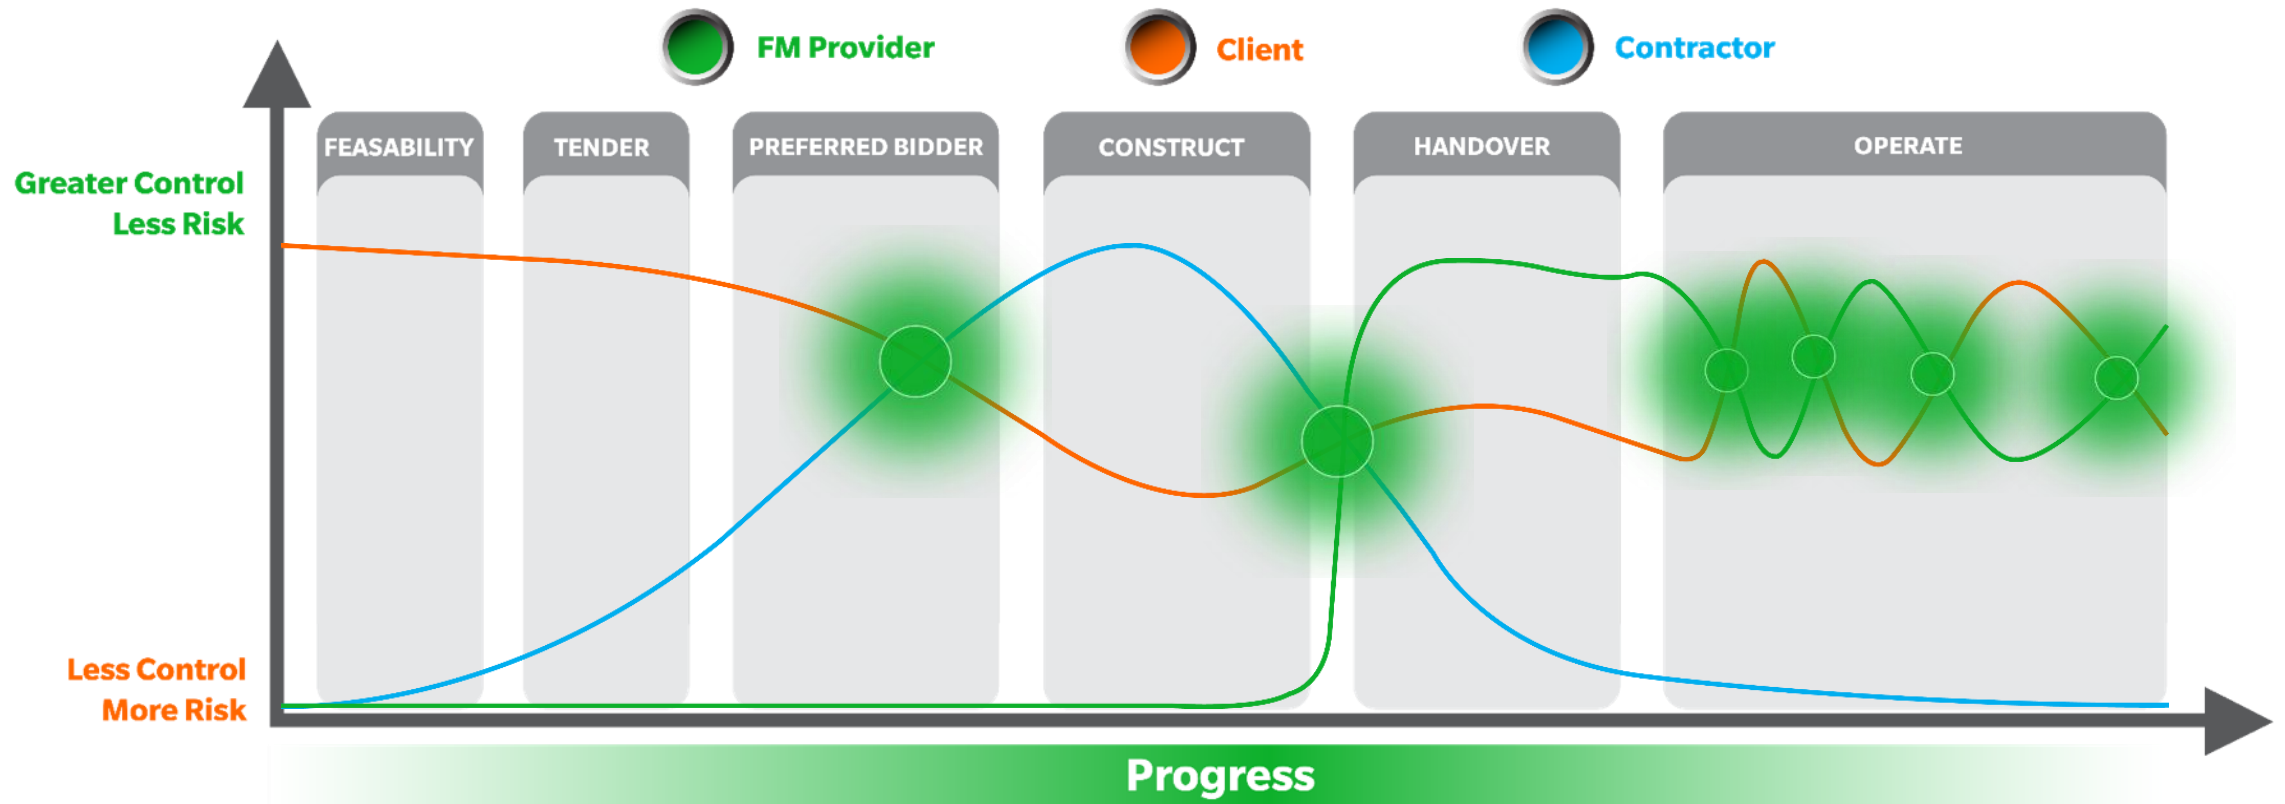 FM Provider
Client
Contractor
FEASABILITY
TENDER
PREFERRED BIDDER
CONSTRUCT
HANDOVER
OPERATE
Greater Control
Less Risk
Less Control
More Risk
Progress